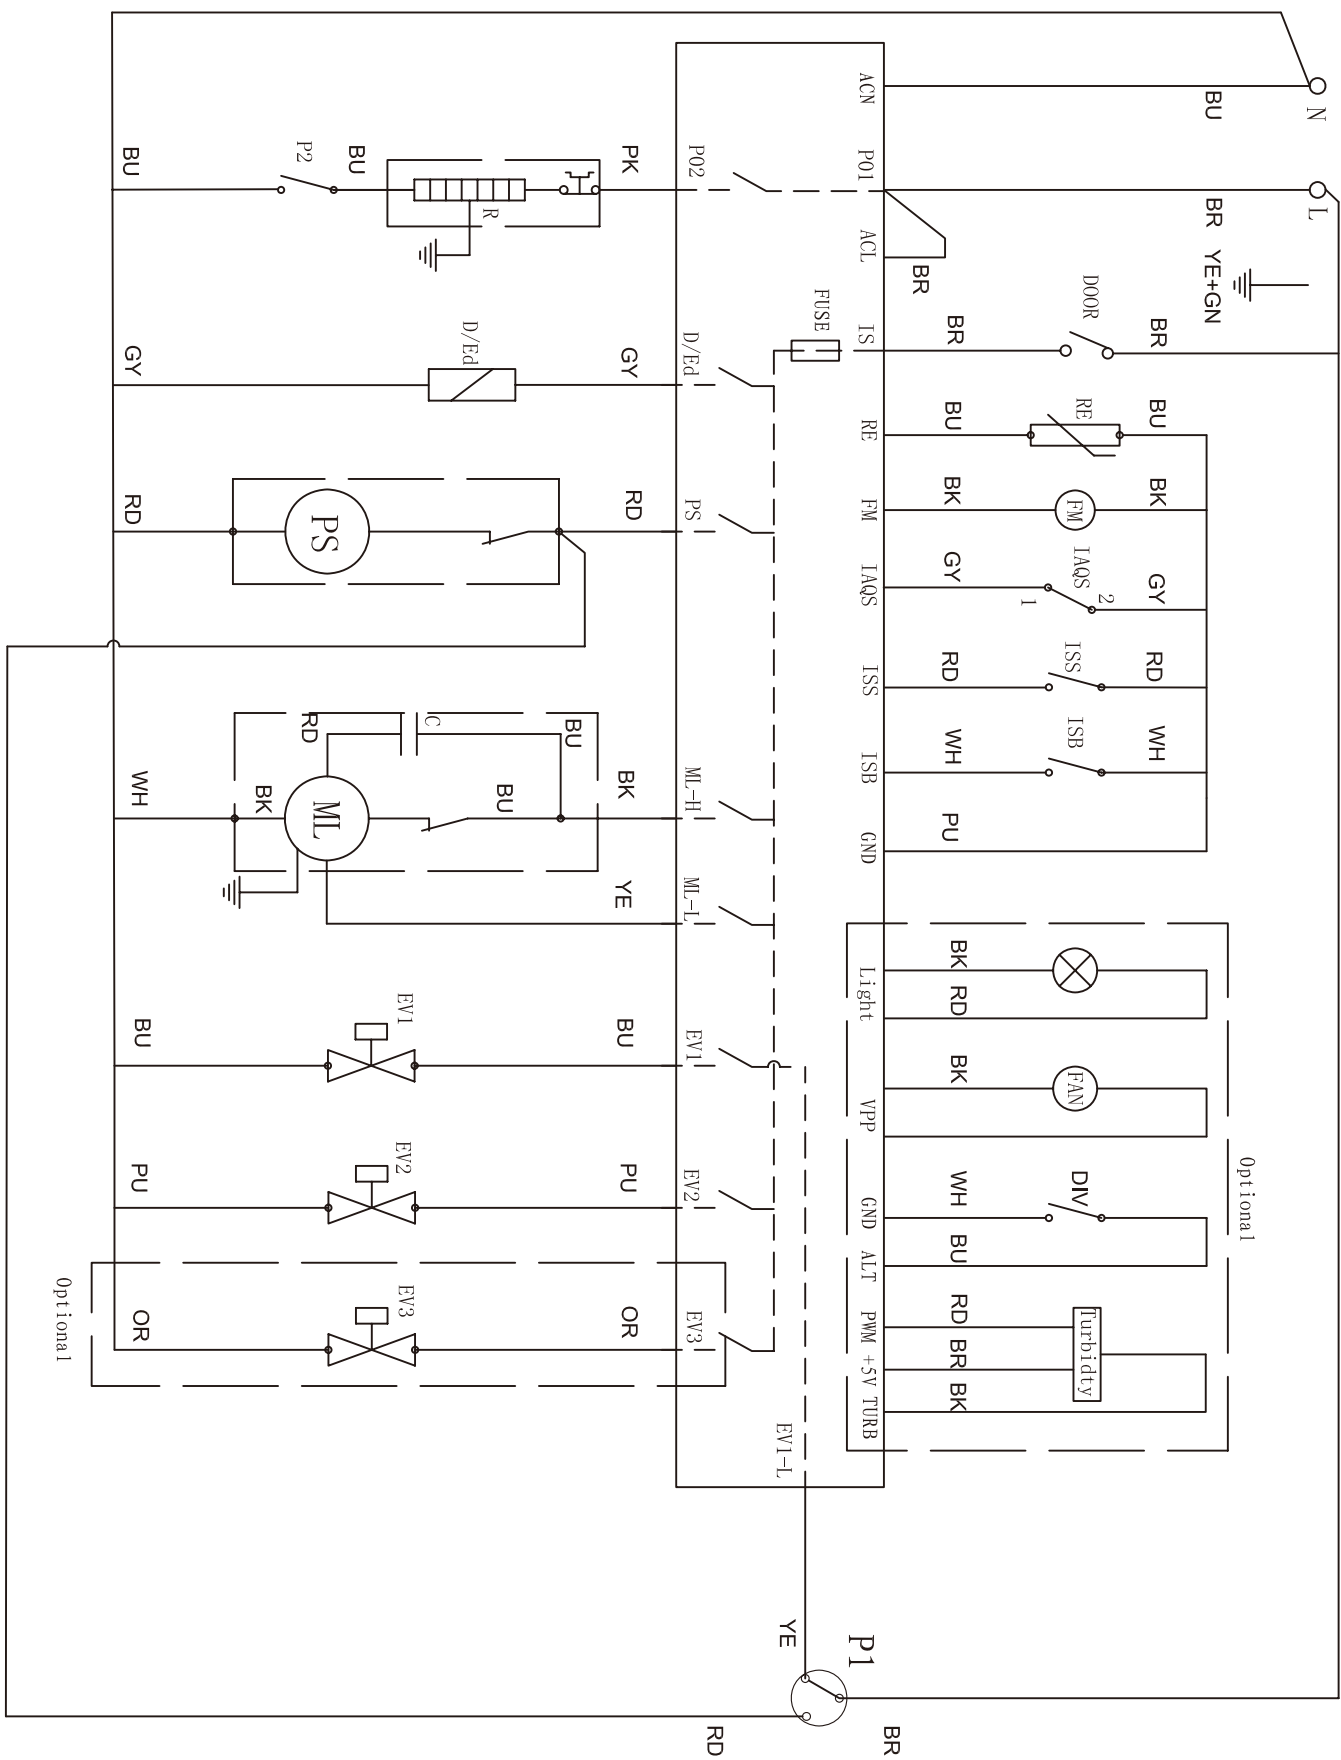 N
BU
ACN
L
BR
YE+GN
PO1
ACL
BR
PO2
PK
R
BU
P2
BU
DOOR
BR
BR
IS
FUSE
D/Ed
GY
D/Ed
GY
BU
RE
BU
RE
BK
FM
BK
FM
GY
IAQS
2
1
GY
IAQS
RD
ISS
RD
ISS
WH
ISB
WH
ISB
PU
GND
PS
RD
PS
RD
ML-H
BK
BU
C
RD
BU
ML
BK
WH
ML-L
YE
EV1
BU
EV1
BU
EV2
PU
EV2
PU
EV3
OR
EV3
OR
Optional
BK
RD
Light
FAN
BK
VPP
Optional
DIV
WH
GND
BU
ALT
Turbidty
RD
PWM
BR
+5V
BK
TURB
EV1-L
P1
YE
BR
RD